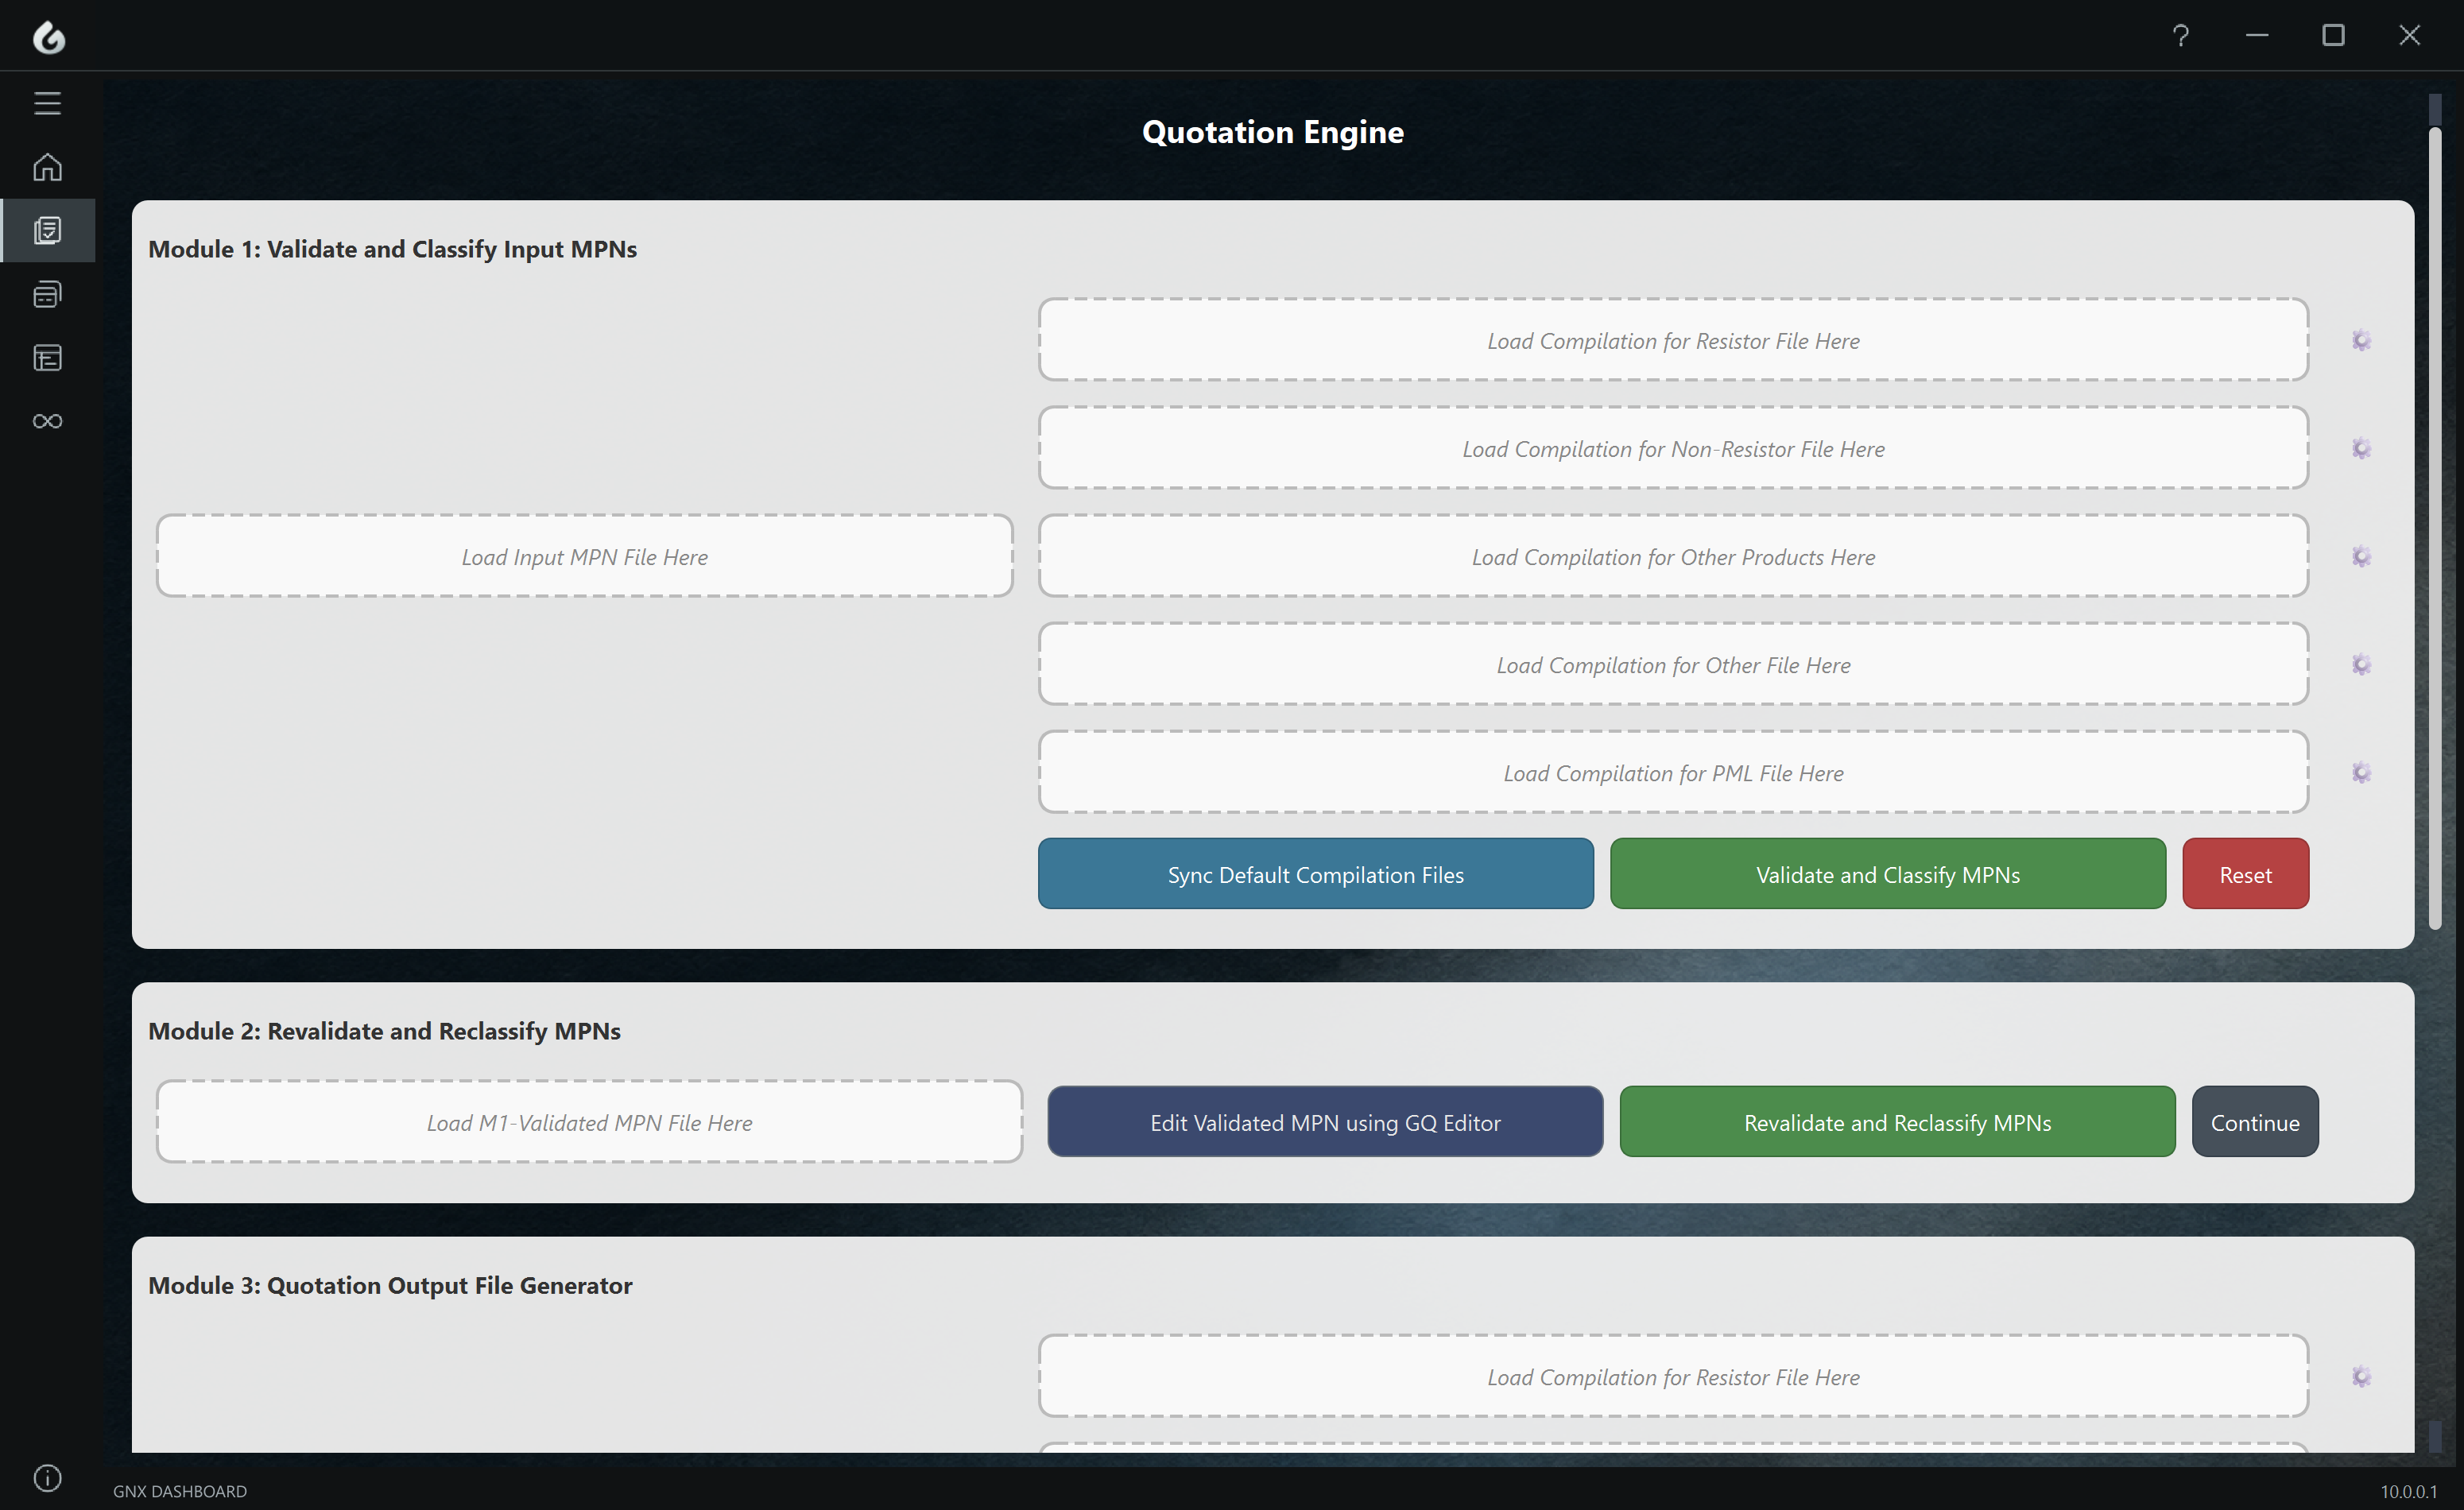 Quotation Engine
Module 1: Validate and Classify Input MPNs
Load Compilation for Resistor File Here
Load Compilation for Non-Resistor File Here
Load Input MPN File Here
Load Compilation for Other Products Here
Load Compilation for Other File Here
Load Compilation for PML File Here
Sync Default Compilation Files
Validate and Classify MPNs
Reset
Module 2: Revalidate and Reclassify MPNs
Load M1-Validated MPN File Here
Edit Validated MPN using GQ Editor
Revalidate and Reclassify MPNs
Continue
Module 3: Quotation Output File Generator
Load Compilation for Resistor File Here
GNX DASHBOARD
10.0.0.1